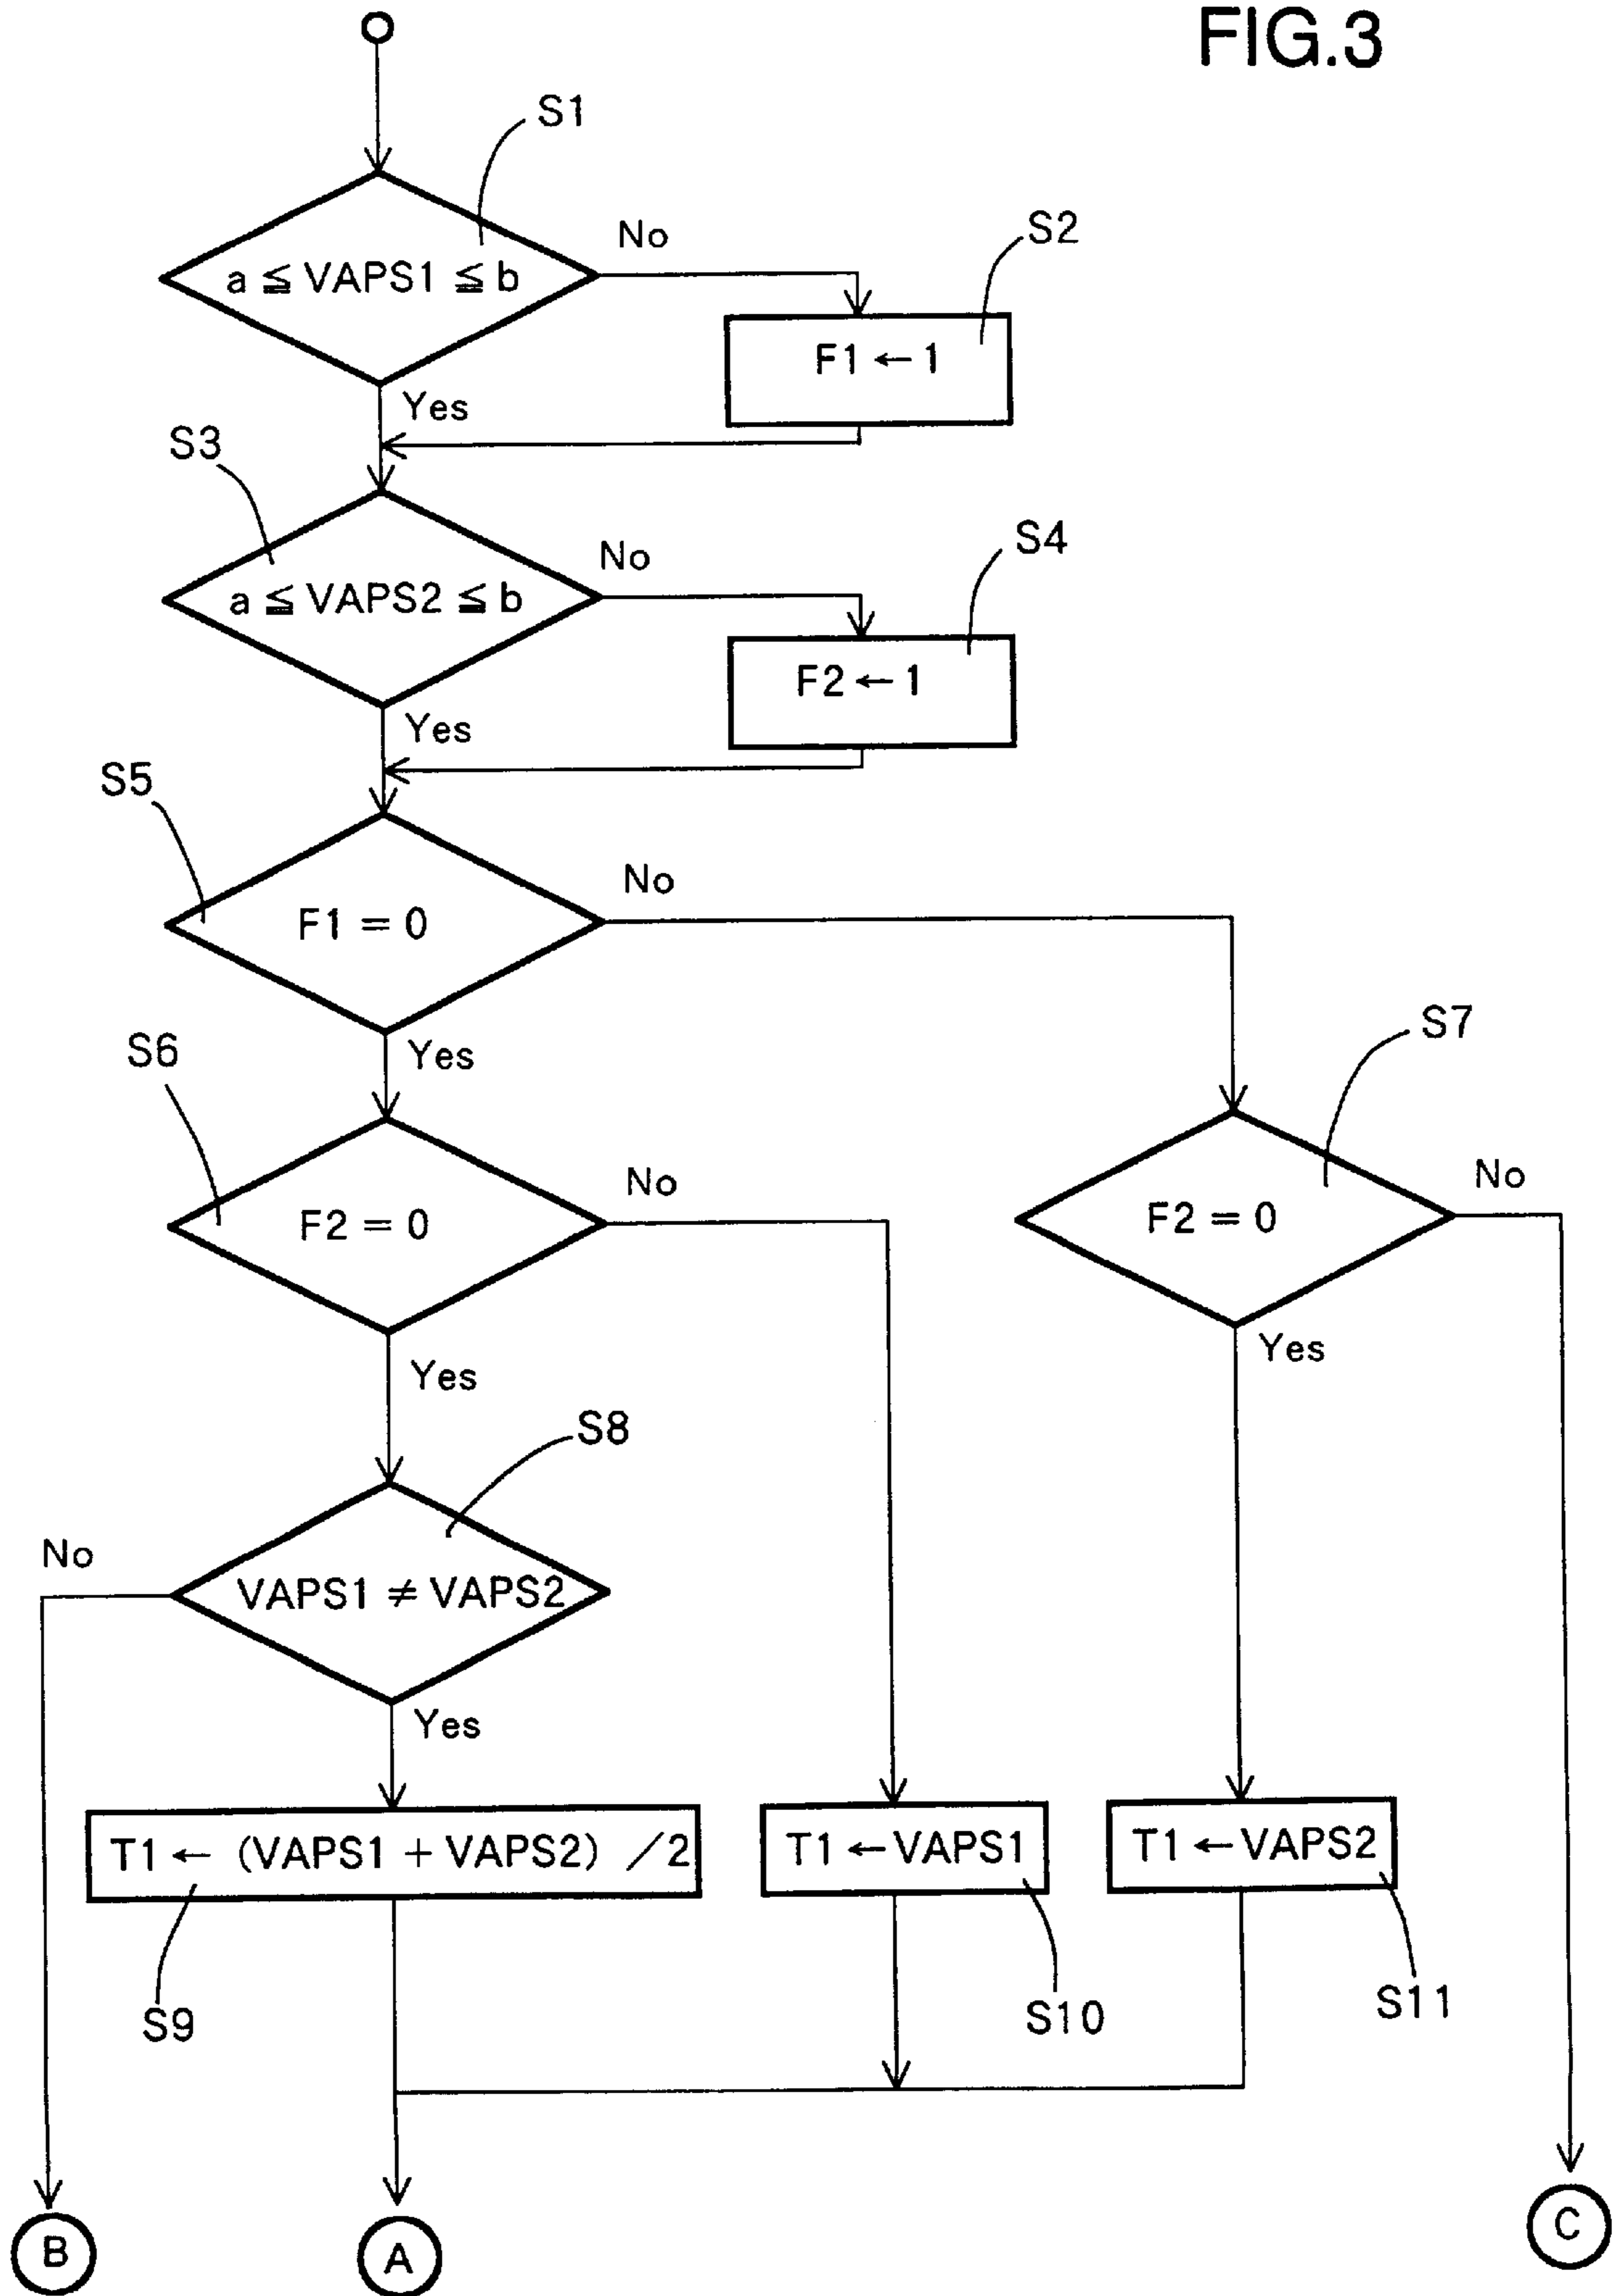 FIG.3
S1
a ≦ VAPS1 ≦ b
No
S2
F1 ← 1
Yes
S3
a ≦ VAPS2 ≦ b
No
S4
F2 ← 1
Yes
S5
F1 = 0
No
Yes
S6
F2 = 0
No
S7
F2 = 0
No
Yes
Yes
S8
No
VAPS1 ≠ VAPS2
Yes
T1 ← (VAPS1 + VAPS2) /2
T1 ← VAPS1
T1 ← VAPS2
S9
S10
S11
B
A
C